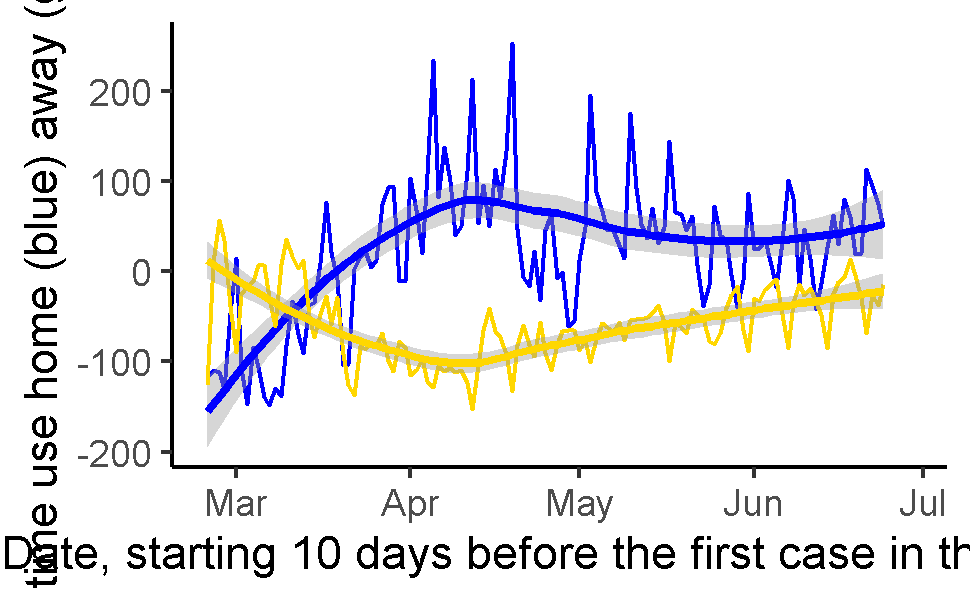 time use home (blue) away (
200
100
0
-100
-200
Mar Apr May Jun Jul
Date, starting 10 days before the first case in th